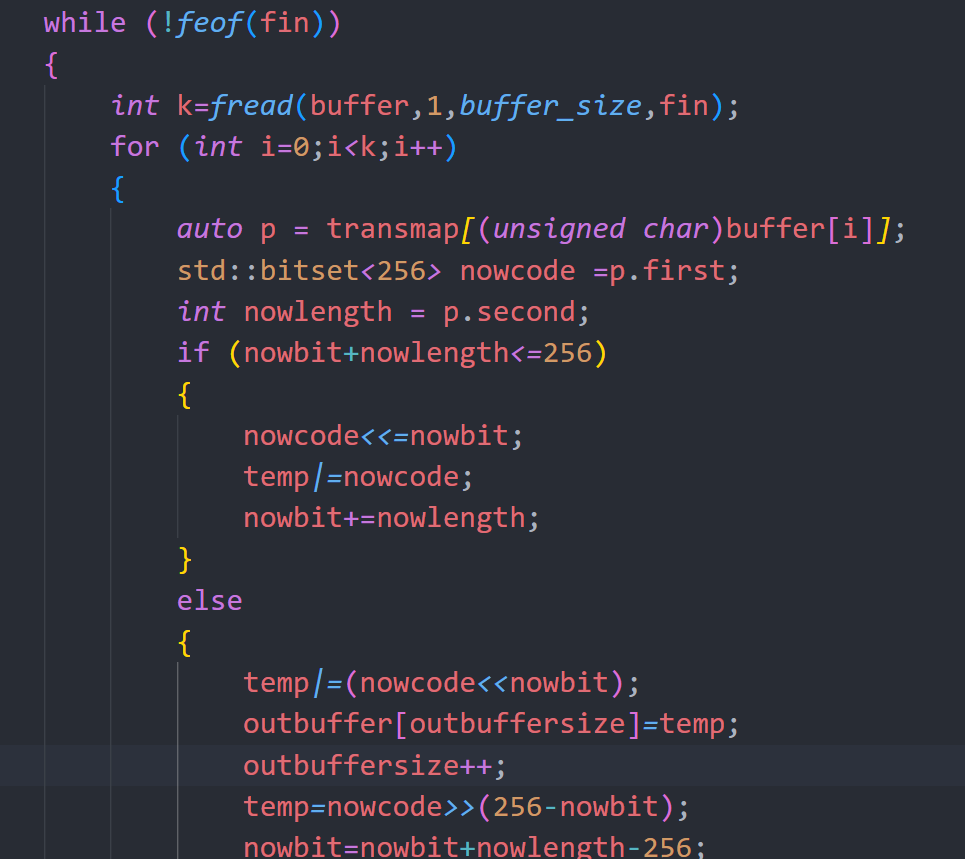 while (!feof(fin))
{
    int k=fread(buffer,1,buffer_size,fin);
    for (int i=0;i<k;i++)
    {
        auto p = transmap[(unsigned char)buffer[i]];
        std::bitset<256> nowcode =p.first;
        int nowlength = p.second;
        if (nowbit+nowlength<=256)
        {
            nowcode<<=nowbit;
            temp|=nowcode;
            nowbit+=nowlength;
        }
        else
        {
            temp|=(nowcode<<nowbit);
            outbuffer[outbuffersize]=temp;
            outbuffersize++;
            temp=nowcode>>(256-nowbit);
            nowbit=nowbit+nowlength-256;